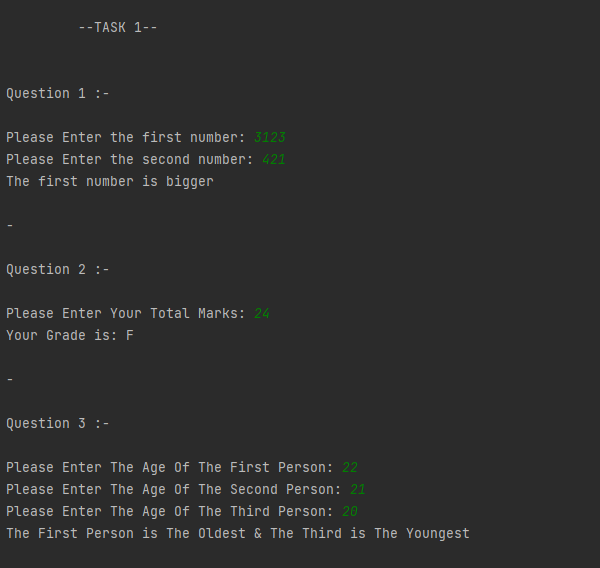 --TASK 1--
Question 1 :-
Please Enter the first number: 3123
Please Enter the second number: 421
The first number is bigger
-
Question 2 :-
Please Enter Your Total Marks: 24
Your Grade is: F
-
Question 3 :-
Please Enter The Age Of The First Person: 22
Please Enter The Age Of The Second Person: 21
Please Enter The Age Of The Third Person: 20
The First Person is The Oldest & The Third is The Youngest